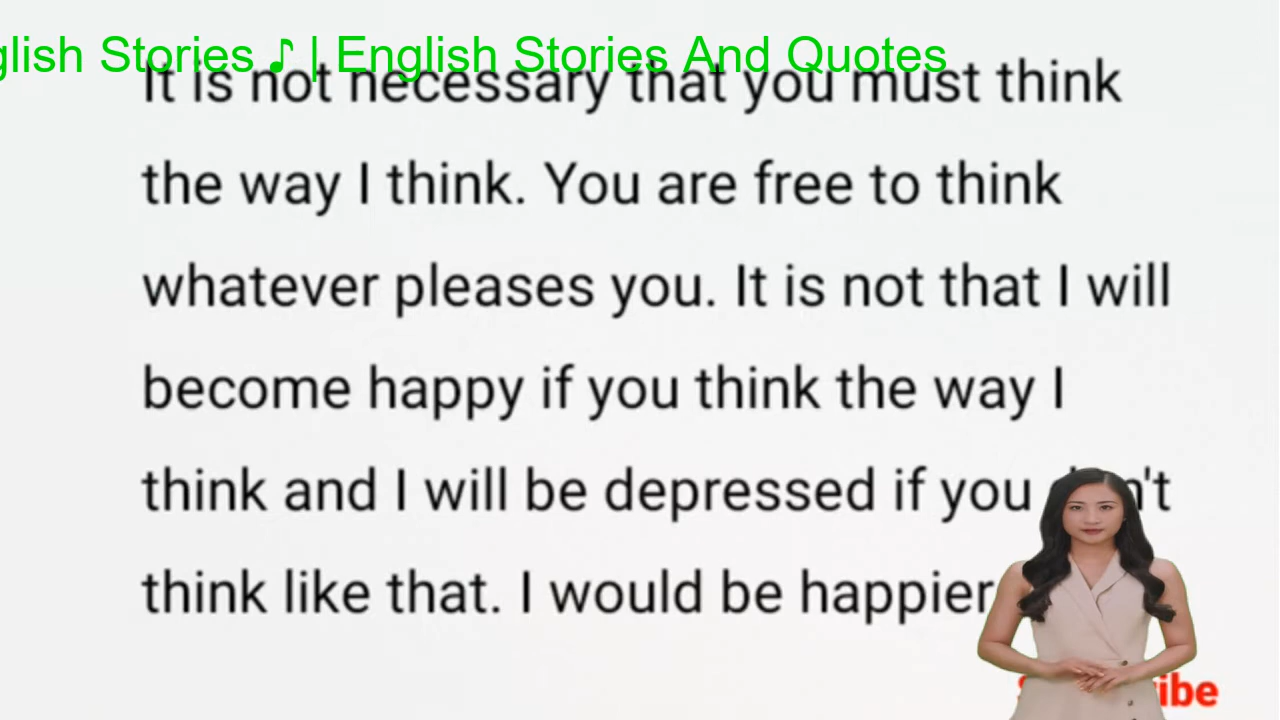 glish Stories ♪ | English Stories And Quotes
It is not necessary that you must think
the way I think. You are free to think
whatever pleases you. It is not that I will
become happy if you think the way I
think and I will be depressed if you
think like that. I would be happier